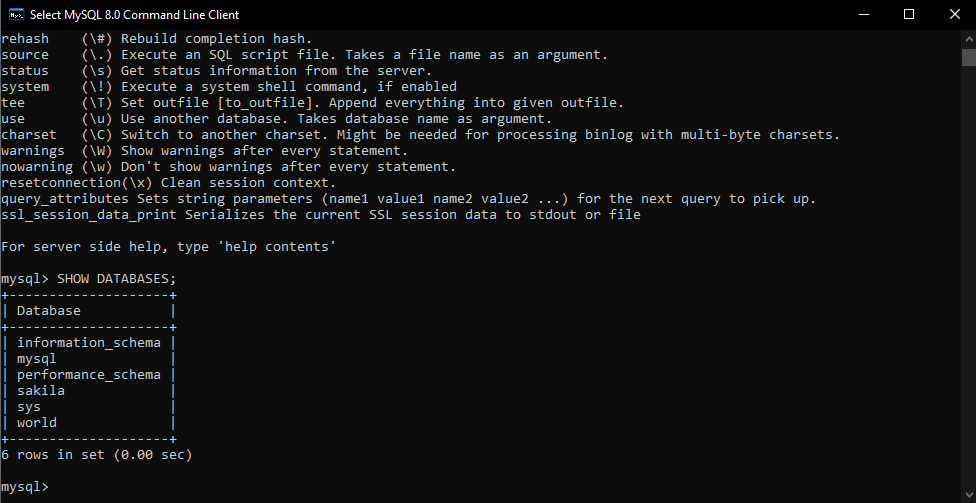 Select MySQL 8.0 Command Line Client
rehash    (\#) Rebuild completion hash.
source    (\.) Execute an SQL script file. Takes a file name as an argument.
status    (\s) Get status information from the server.
system    (\!) Execute a system shell command, if enabled
tee       (\T) Set outfile [to_outfile]. Append everything into given outfile.
use       (\u) Use another database. Takes database name as argument.
charset   (\C) Switch to another charset. Might be needed for processing binlog with multi-byte charsets.
warnings  (\W) Show warnings after every statement.
nowarning (\w) Don't show warnings after every statement.
resetconnection(\x) Clean session context.
query_attributes Sets string parameters (name1 value1 name2 value2 ...) for the next query to pick up.
ssl_session_data_print Serializes the current SSL session data to stdout or file
For server side help, type 'help contents'
mysql> SHOW DATABASES;
+--------------------+
| Database           |
+--------------------+
| information_schema |
| mysql              |
| performance_schema |
| sakila             |
| sys                |
| world              |
+--------------------+
6 rows in set (0.00 sec)
mysql>